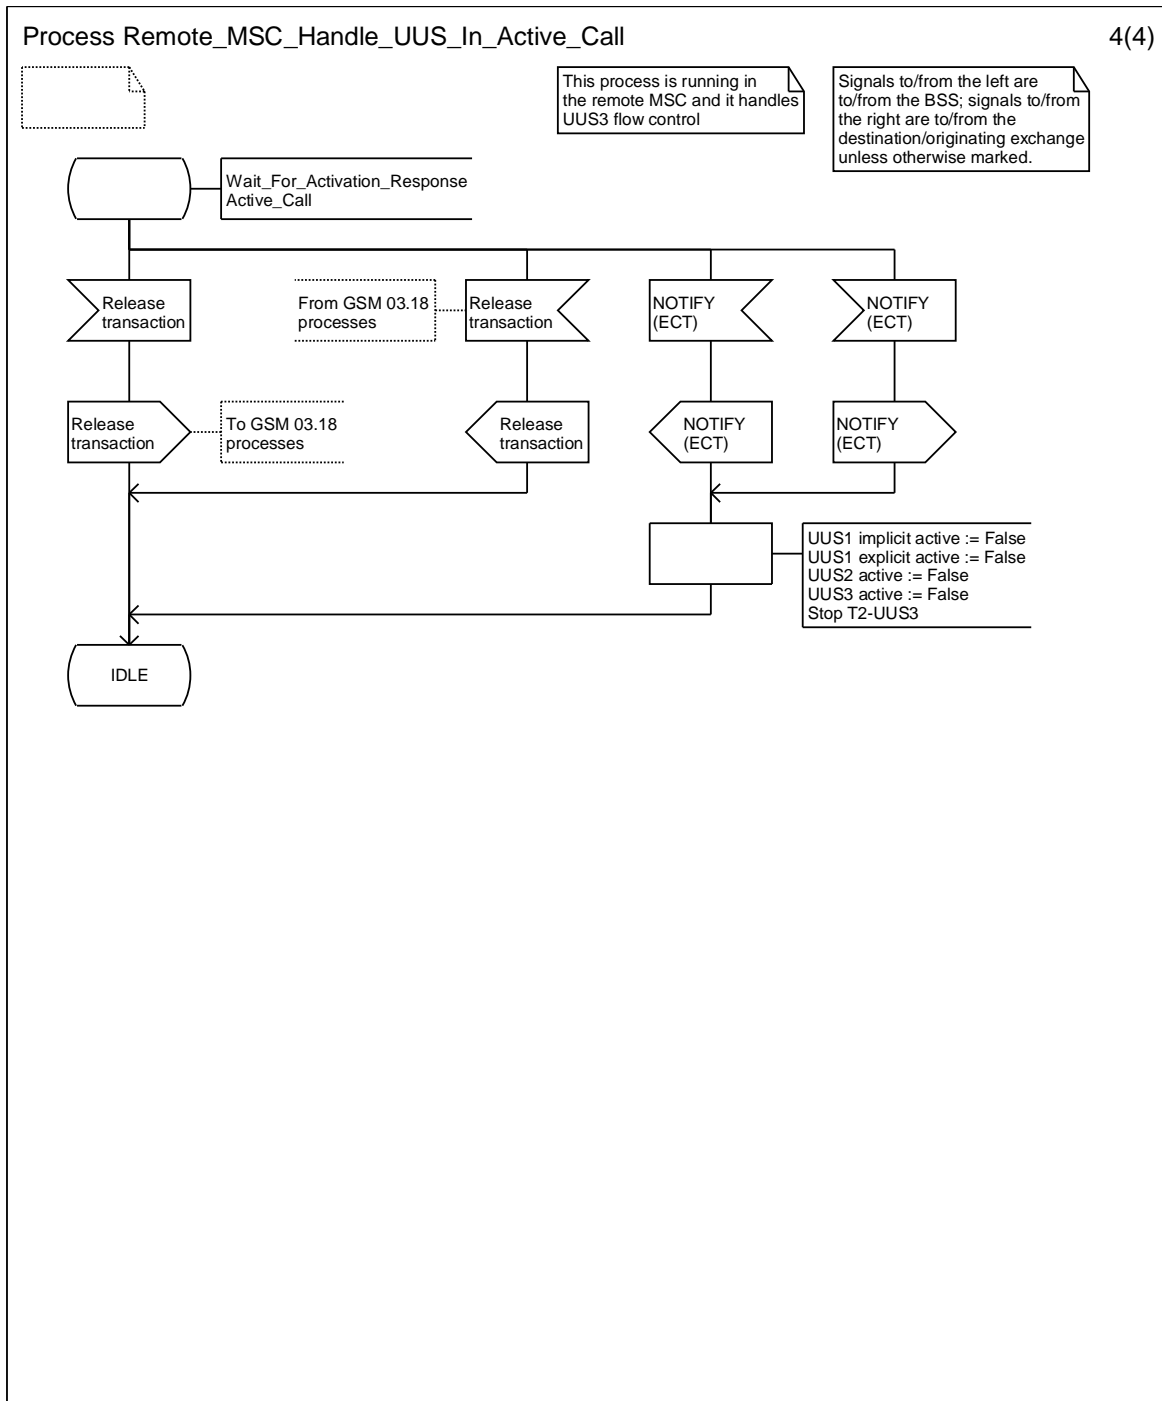 Process Remote_MSC_Handle_UUS_In_Active_Call
4(4)
This process is running in
the remote MSC and it handles
UUS3 flow control
Signals to/from the left are
to/from the BSS; signals to/from
the right are to/from the
destination/originating exchange
unless otherwise marked.
Wait_For_Activation_Response
Active_Call
Release
transaction
From GSM 03.18
processes
Release
transaction
NOTIFY
(ECT)
NOTIFY
(ECT)
Release
transaction
To GSM 03.18
processes
Release
transaction
NOTIFY
(ECT)
NOTIFY
(ECT)
UUS1 implicit active := False
UUS1 explicit active := False
UUS2 active := False
UUS3 active := False
Stop T2-UUS3
IDLE